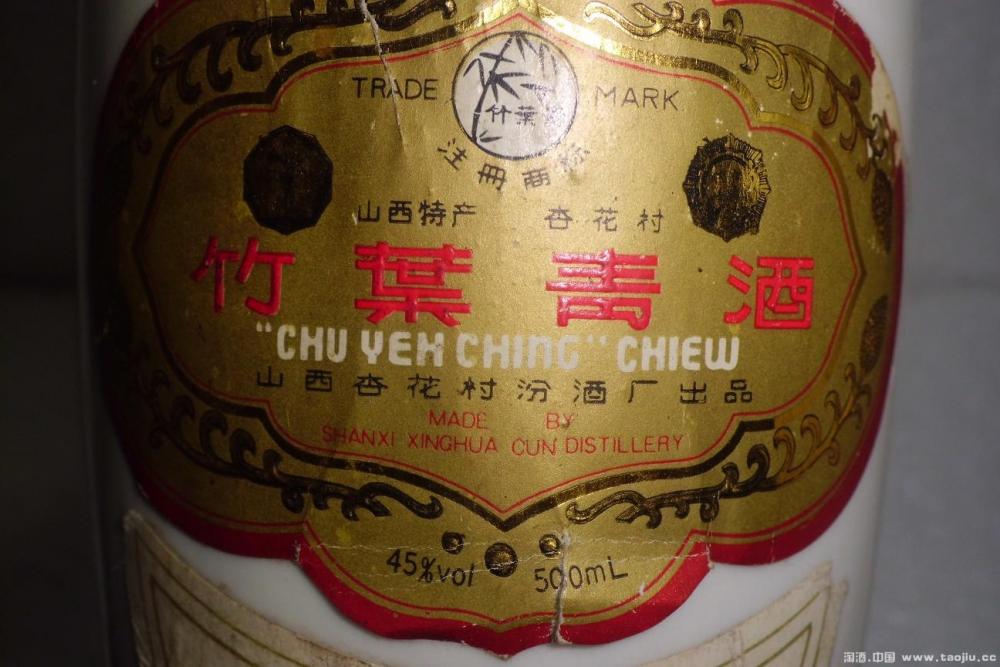 TRADE MARK
竹葉
注册商标
山西特产 杏花村
竹葉青酒
"CHU YEH CHING" CHIEW
山西杏花村汾酒厂出品
MADE BY
SHANXI XINGHUA CUN DISTILLERY
45%vol 500mL
淘酒.中国 www.taojiu.cc